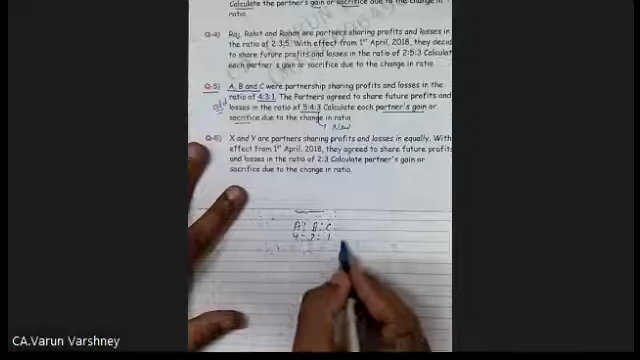 Calculate the partner's gain or sacrifice due to the change in
ratio.
Q-4) Raj, Rohit and Rohan are partners sharing profits and losses in
the ratio of 2:3:5. With effect from 1st April, 2018, they decid
to share future profits and losses in the ratio of 2:5:3 Calculate
each partner's gain or sacrifice due to the change in ratio.
Q-5) A, B and C were partnership sharing profits and losses in the
ratio of 4:3:1. The Partners agreed to share future profits and
old losses in the ratio of 5:4:3 Calculate each partner's gain or
sacrifice due to the change in ratio.
New
Q-6) X and Y are partners sharing profits and losses in equally. With
effect from 1st April, 2018, they agreed to share future profits
and losses in the ratio of 2:3 Calculate partner's gain or
sacrifice due to the change in ratio.
A : B : C
4 : 3 : 1
CA.Varun Varshney